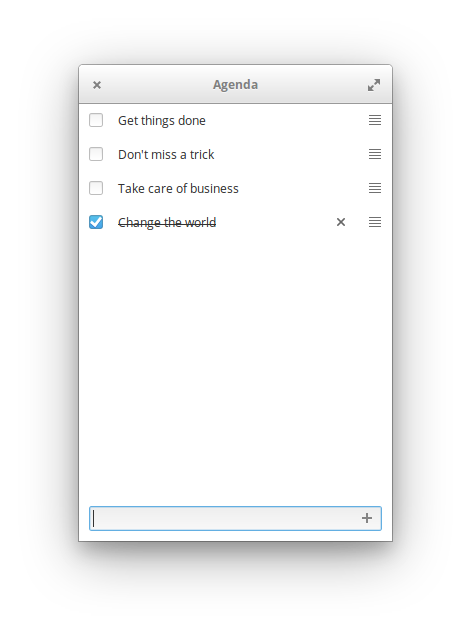 Agenda
Get things done
Don't miss a trick
Take care of business
Change the world